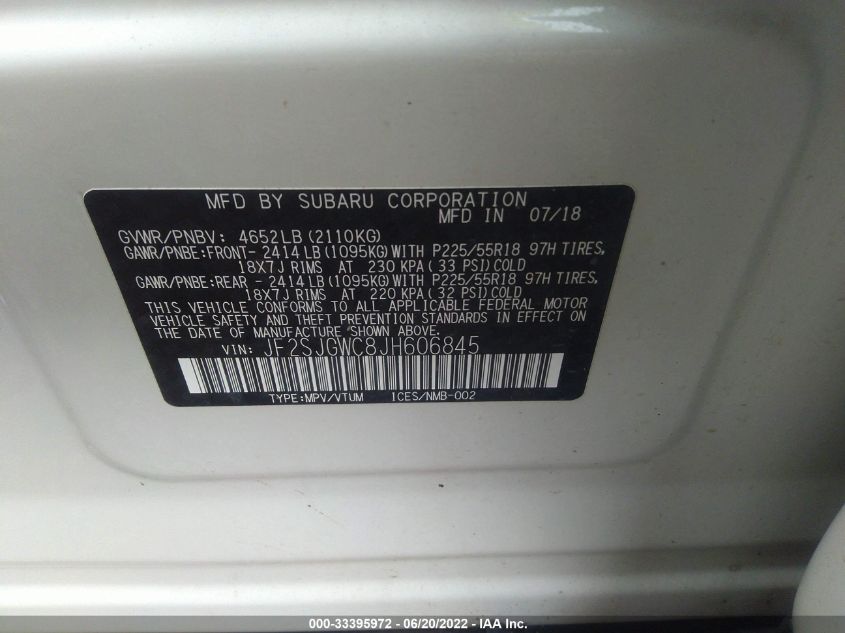 MFD BY SUBARU CORPORATION
MFD IN 07/18
GVWR/PNBV: 4652LB (2110KG)
GAWR/PNBE:FRONT- 2414 LB (1095KG) WITH P225/55R18 97H TIRES,
18X7J RIMS AT 230 KPA ( 33 PSI) COLD
GAWR/PNBE:REAR - 2414 LB (1095KG) WITH P225/55R18 97H TIRES,
18X7J RIMS AT 220 KPA ( 32 PSI) COLD
THIS VEHICLE CONFORMS TO ALL APPLICABLE FEDERAL MOTOR
VEHICLE SAFETY AND THEFT PREVENTION STANDARDS IN EFFECT ON
THE DATE OF MANUFACTURE SHOWN ABOVE.
VIN: JF2SJGWC8JH606845
TYPE:MPV/VTUM ICES/NMB-002
000-33395972 - 06/20/2022 - IAA Inc.